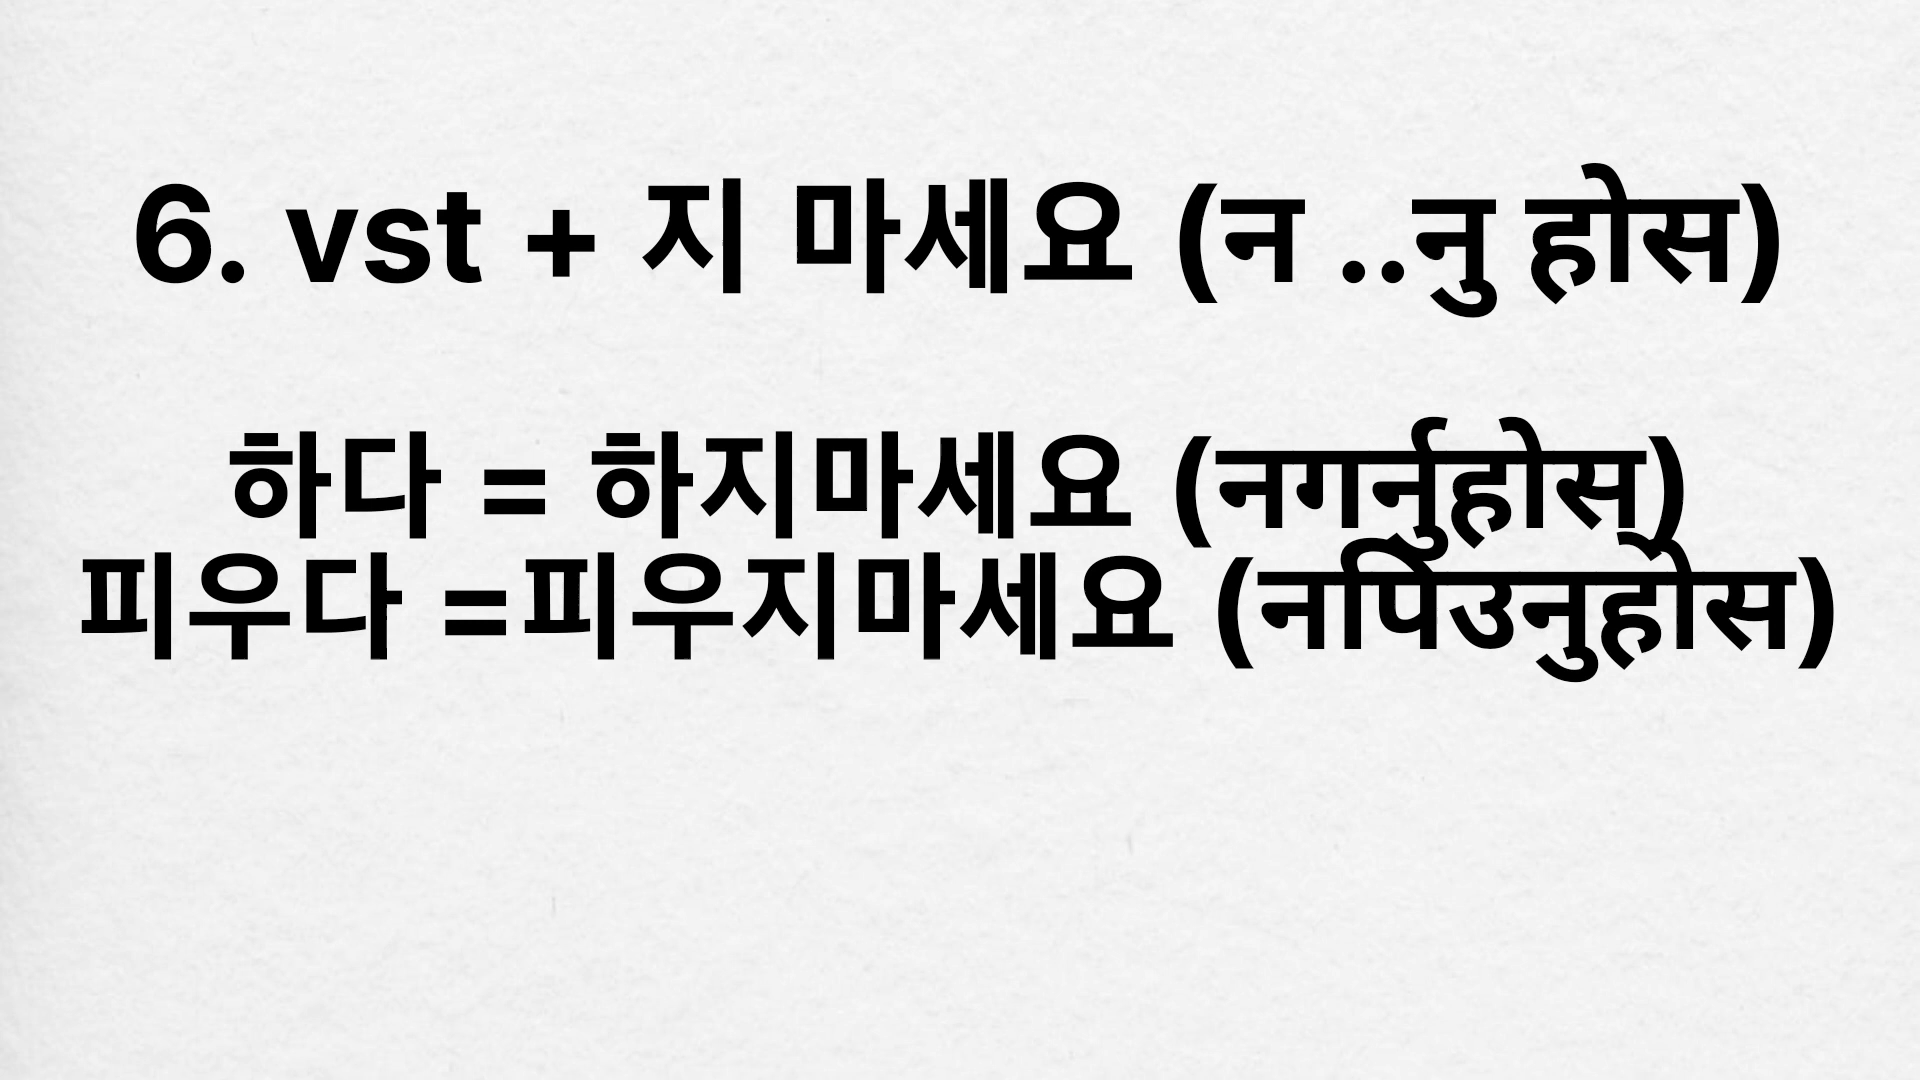 6. vst + 지 마세요 (न ..नु होस)
하다 = 하지마세요 (नगर्नुहोस्)
피우다 =피우지마세요 (नपिउनुहोस)